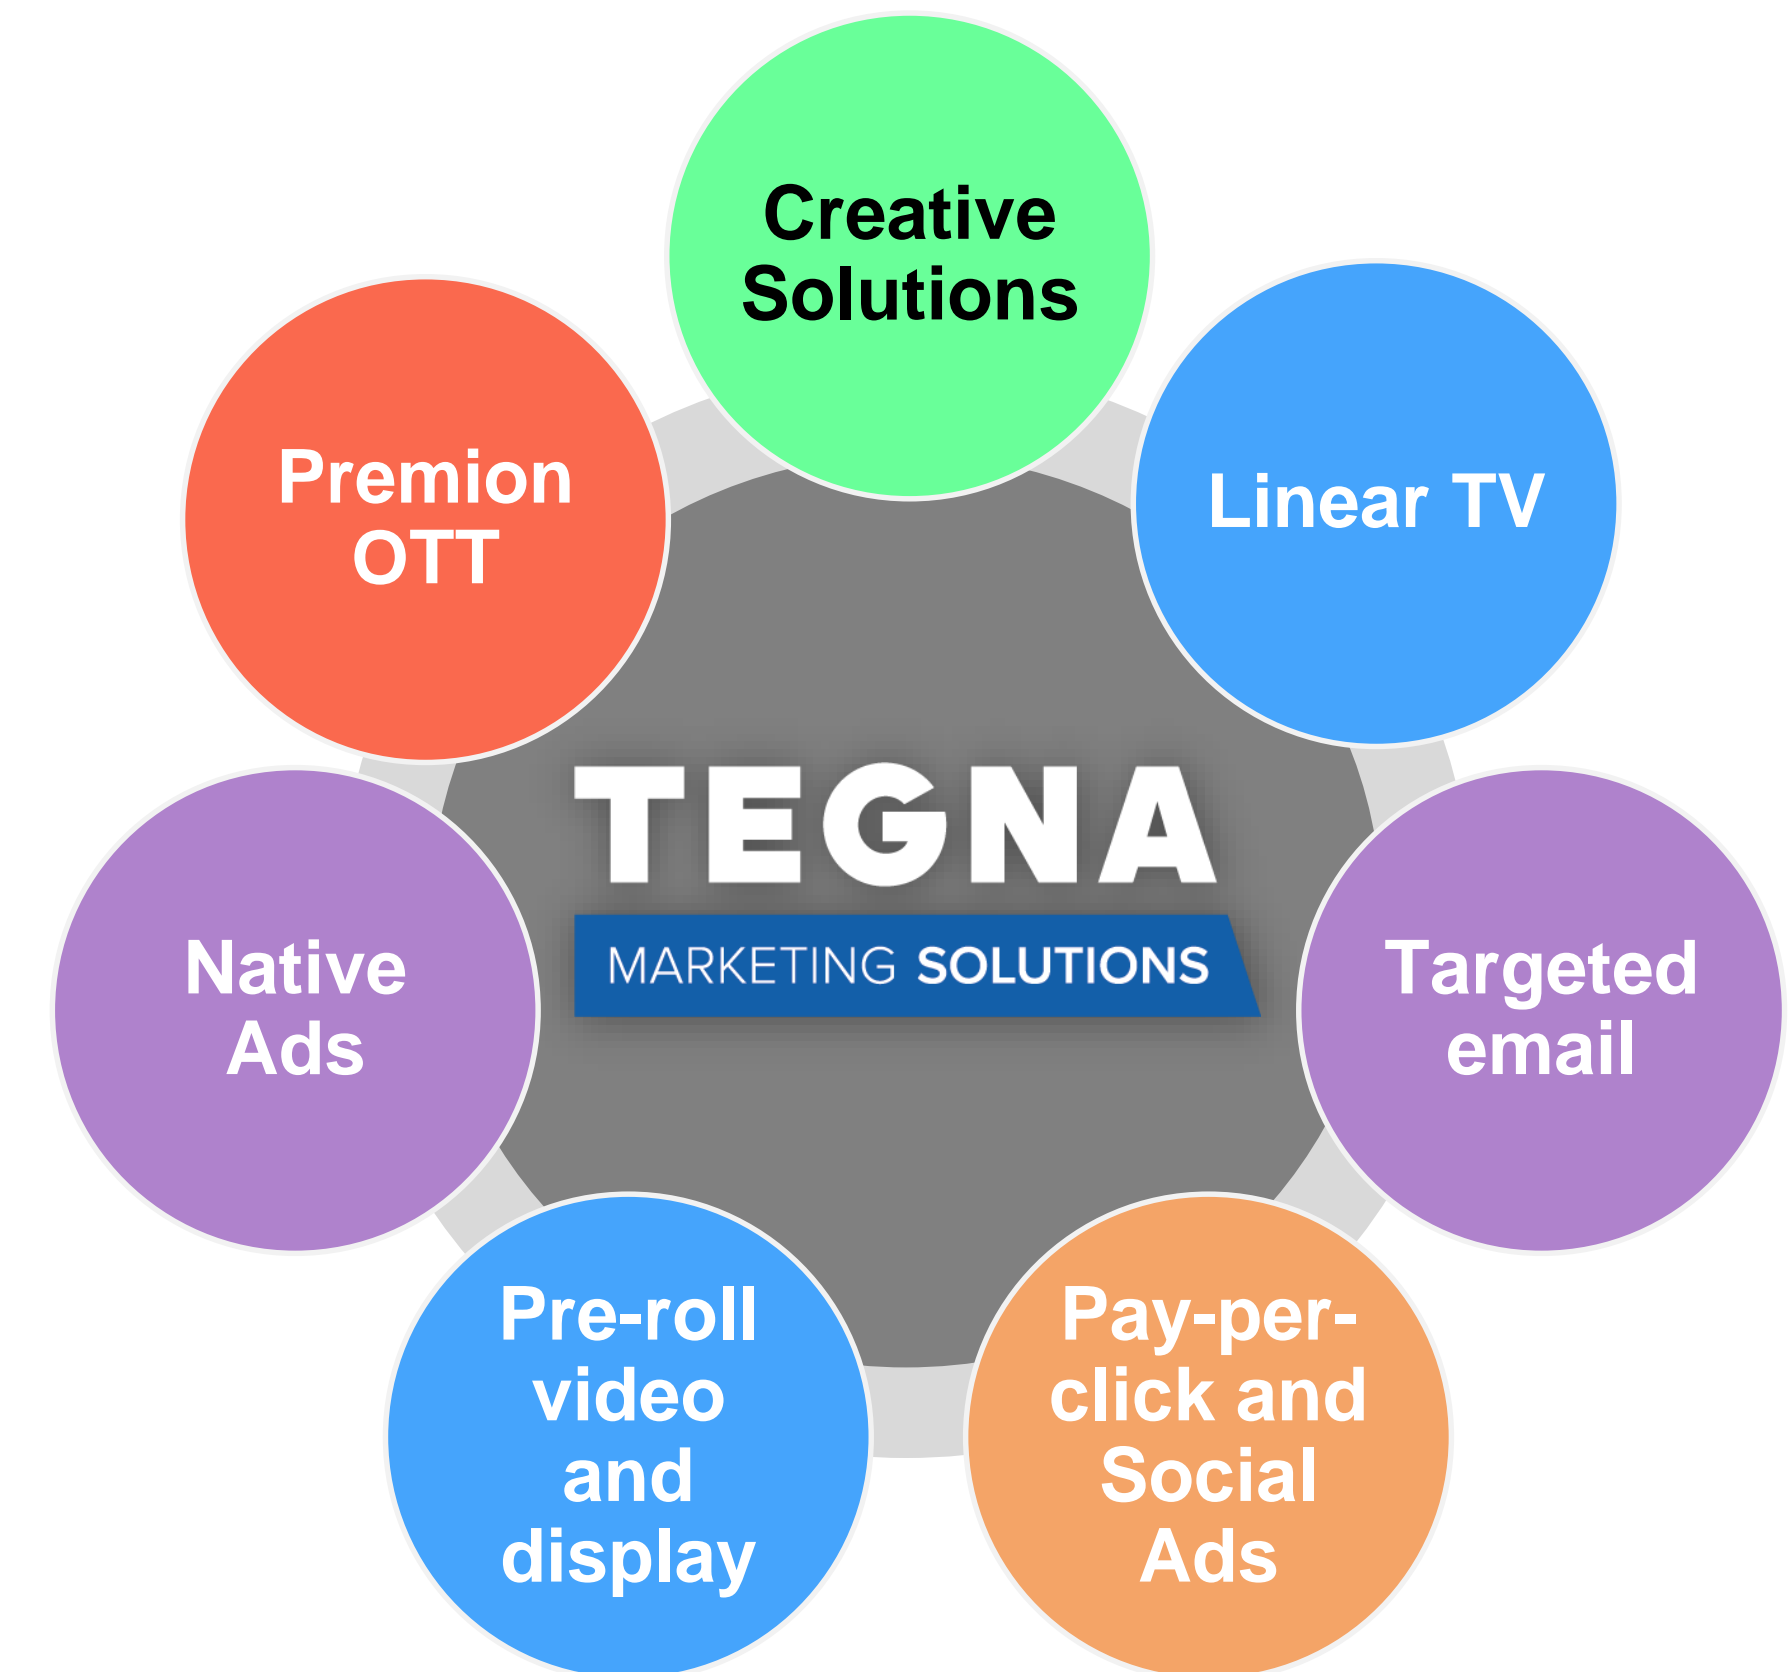 Creative
Solutions
Linear TV
Targeted
email
Pay-per-
click and
Social
Ads
Pre-roll
video
and
display
Native
Ads
Premion
OTT
TEGNA
MARKETING SOLUTIONS